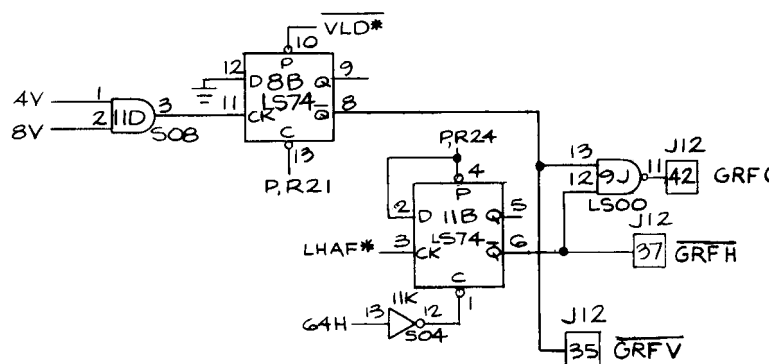 VLD*
10
P
12
D 8B Q
9
4V
1
3
11
LS74
8
8V
2
11D
S08
CK
Q
C
13
P,R21
P,R24
4
J12
13
P
12
9J
11
42
2
D
11B
Q
5
LS00
J12
LHAF*
3
CK
LS74
Q
6
37
GRFH
C
11K
1
64H
13
12
S04
J12
35
GRFV